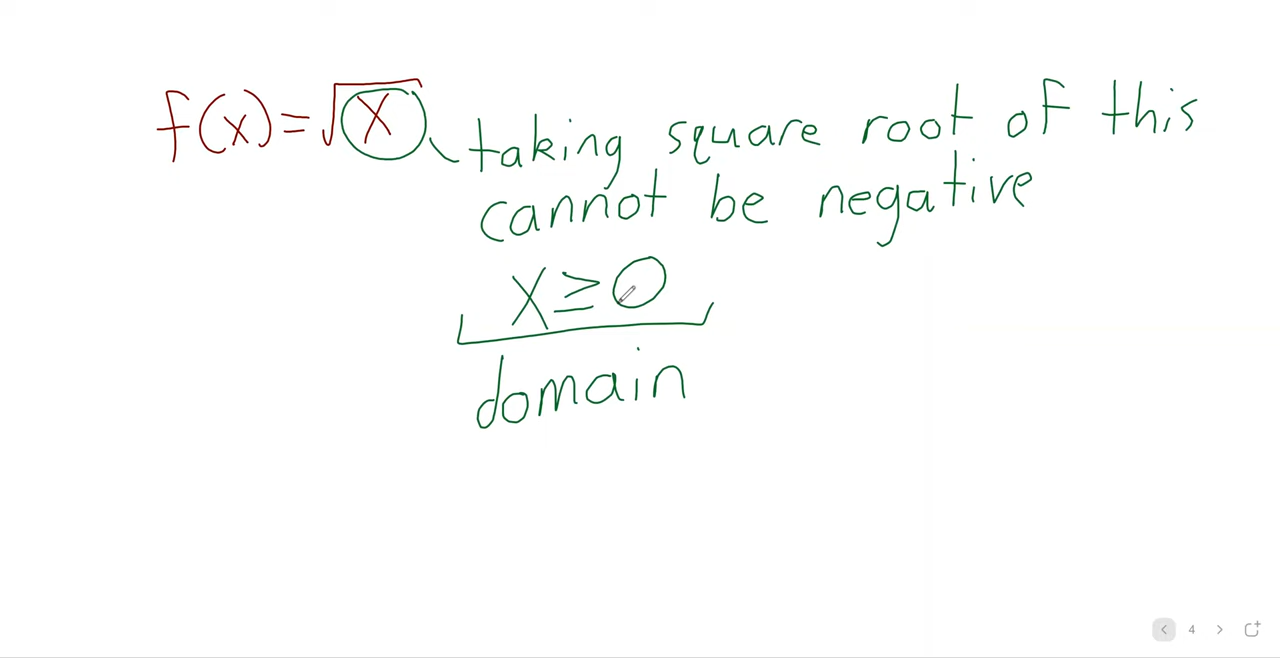 f(x)=√x taking square root of this
cannot be negative
x≥0
domain
4